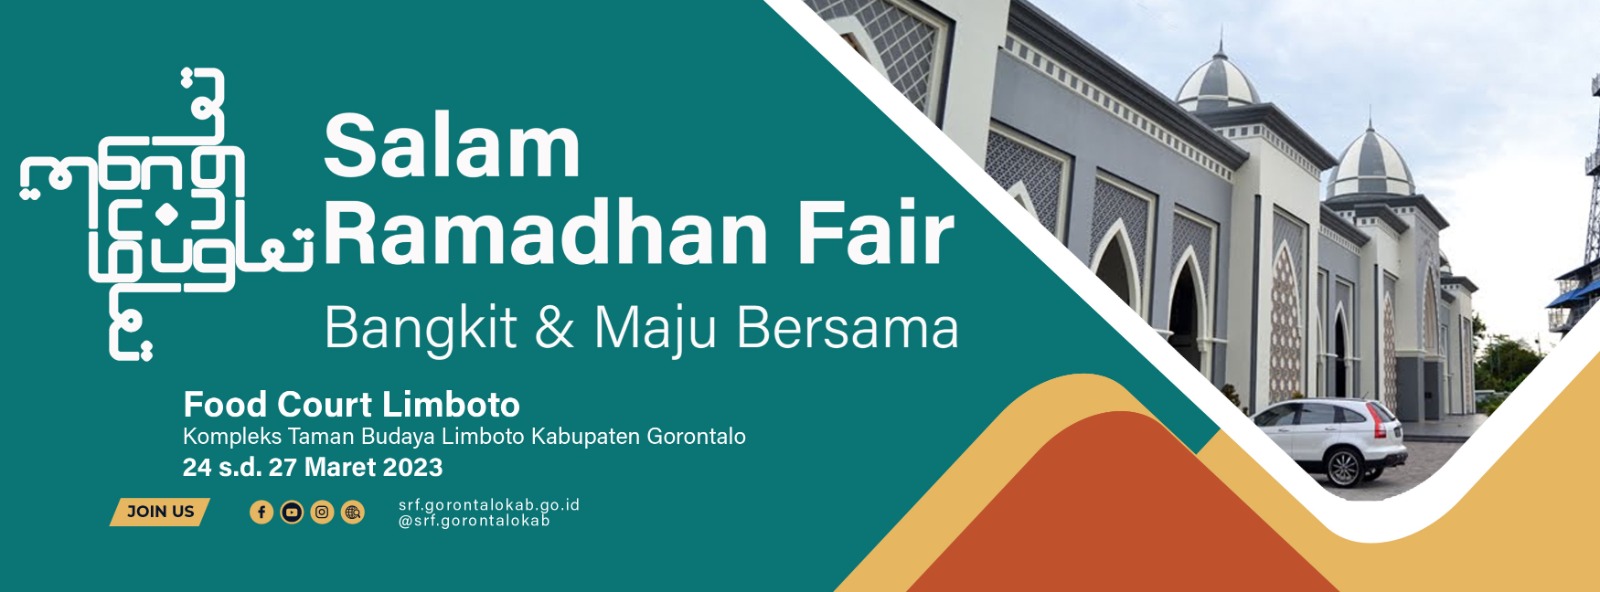 Salam
Ramadhan Fair
Bangkit & Maju Bersama
Food Court Limboto
Kompleks Taman Budaya Limboto Kabupaten Gorontalo
24 s.d. 27 Maret 2023
JOIN US
srf.gorontalokab.go.id
@srf.gorontalokab